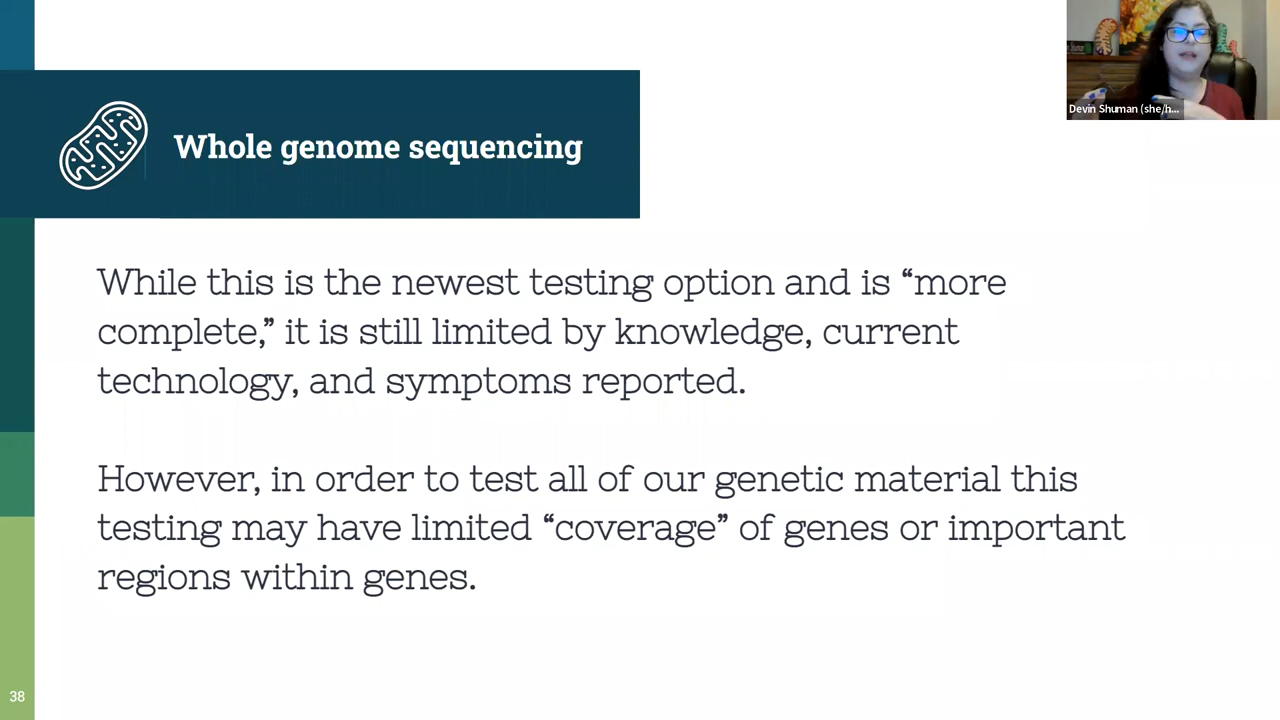 Devin Shuman (she/h...
Whole genome sequencing
While this is the newest testing option and is “more
complete,” it is still limited by knowledge, current
technology, and symptoms reported.
However, in order to test all of our genetic material this
testing may have limited “coverage” of genes or important
regions within genes.
38